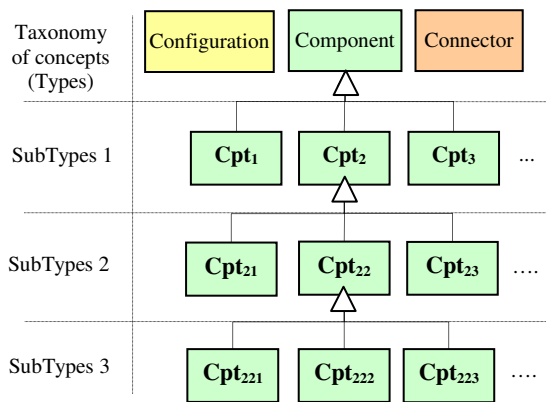 Taxonomy
of concepts
(Types)
Configuration
Component
Connector
SubTypes 1
Cpt₁
Cpt₂
Cpt₃
...
SubTypes 2
Cpt₂₁
Cpt₂₂
Cpt₂₃
....
SubTypes 3
Cpt₂₂₁
Cpt₂₂₂
Cpt₂₂₃
....